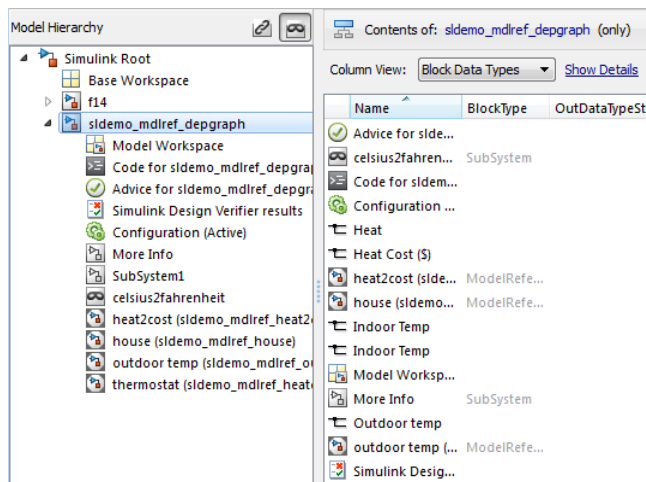 Model Hierarchy
Simulink Root
Base Workspace
f14
sldemo_mdlref_depgraph
Model Workspace
Code for sldemo_mdlref_depgra
Advice for sldemo_mdlref_depgra
Simulink Design Verifier results
Configuration (Active)
More Info
SubSystem1
celsius2fahrenheit
heat2cost (sldemo_mdlref_heat2
house (sldemo_mdlref_house)
outdoor temp (sldemo_mdlref_ou
thermostat (sldemo_mdlref_heate
Contents of: sldemo_mdlref_depgraph (only)
Column View: Block Data Types Show Details
Name BlockType OutDataTypeSt
Advice for slde...
celsius2fahren... SubSystem
Code for sldem...
Configuration ...
Heat
Heat Cost ($)
heat2cost (slde... ModelRefe...
house (sldemo... ModelRefe...
Indoor Temp
Indoor Temp
Model Worksp...
More Info SubSystem
Outdoor temp
outdoor temp (... ModelRefe...
Simulink Desig...